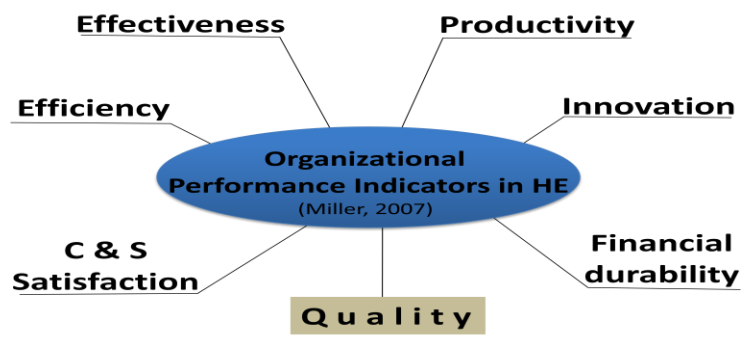 Effectiveness
Productivity
Efficiency
Innovation
Organizational
Performance Indicators in HE
(Miller, 2007)
C & S
Satisfaction
Financial
durability
Quality